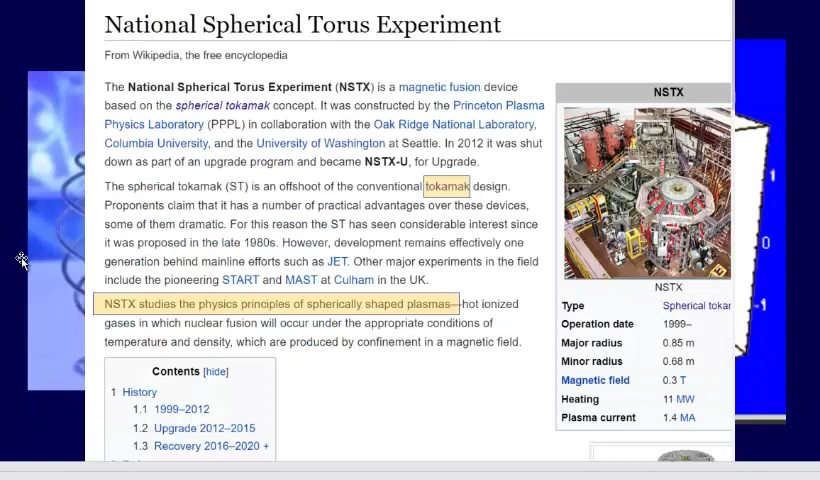 National Spherical Torus Experiment
From Wikipedia, the free encyclopedia
The National Spherical Torus Experiment (NSTX) is a magnetic fusion device
based on the spherical tokamak concept. It was constructed by the Princeton Plasma
Physics Laboratory (PPPL) in collaboration with the Oak Ridge National Laboratory,
Columbia University, and the University of Washington at Seattle. In 2012 it was shut
down as part of an upgrade program and became NSTX-U, for Upgrade.
The spherical tokamak (ST) is an offshoot of the conventional tokamak design.
Proponents claim that it has a number of practical advantages over these devices,
some of them dramatic. For this reason the ST has seen considerable interest since
it was proposed in the late 1980s. However, development remains effectively one
generation behind mainline efforts such as JET. Other major experiments in the field
include the pioneering START and MAST at Culham in the UK.
NSTX studies the physics principles of spherically shaped plasmas—hot ionized
gases in which nuclear fusion will occur under the appropriate conditions of
temperature and density, which are produced by confinement in a magnetic field.
Contents [hide]
1 History
1.1 1999–2012
1.2 Upgrade 2012–2015
1.3 Recovery 2016–2020 +
NSTX
NSTX
Type Spherical tokar
Operation date 1999–
Major radius 0.85 m
Minor radius 0.68 m
Magnetic field 0.3 T
Heating 11 MW
Plasma current 1.4 MA
1
0
-1